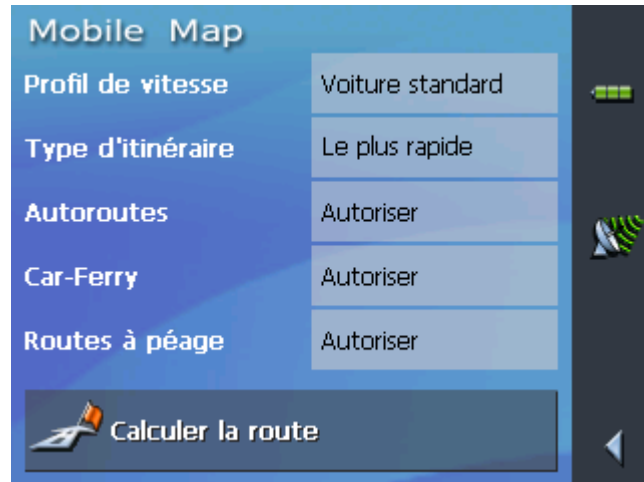 Mobile Map
Profil de vitesse Voiture standard
Type d'itinéraire Le plus rapide
Autoroutes Autoriser
Car-Ferry Autoriser
Routes à péage Autoriser
Calculer la route